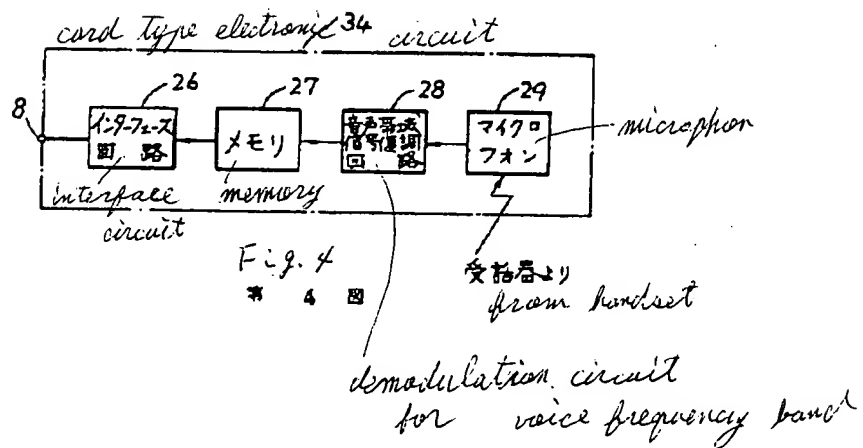 card type electronic 34 circuit
26
27
28
29
8
インターフェース
回路
メモリ
音声帯域
信号復調
回路
マイクロ
フォン
microphon
interface
circuit
memory
Fig. 4
第 4 図
受話器より
from handset
demodulation circuit
for voice frequency band